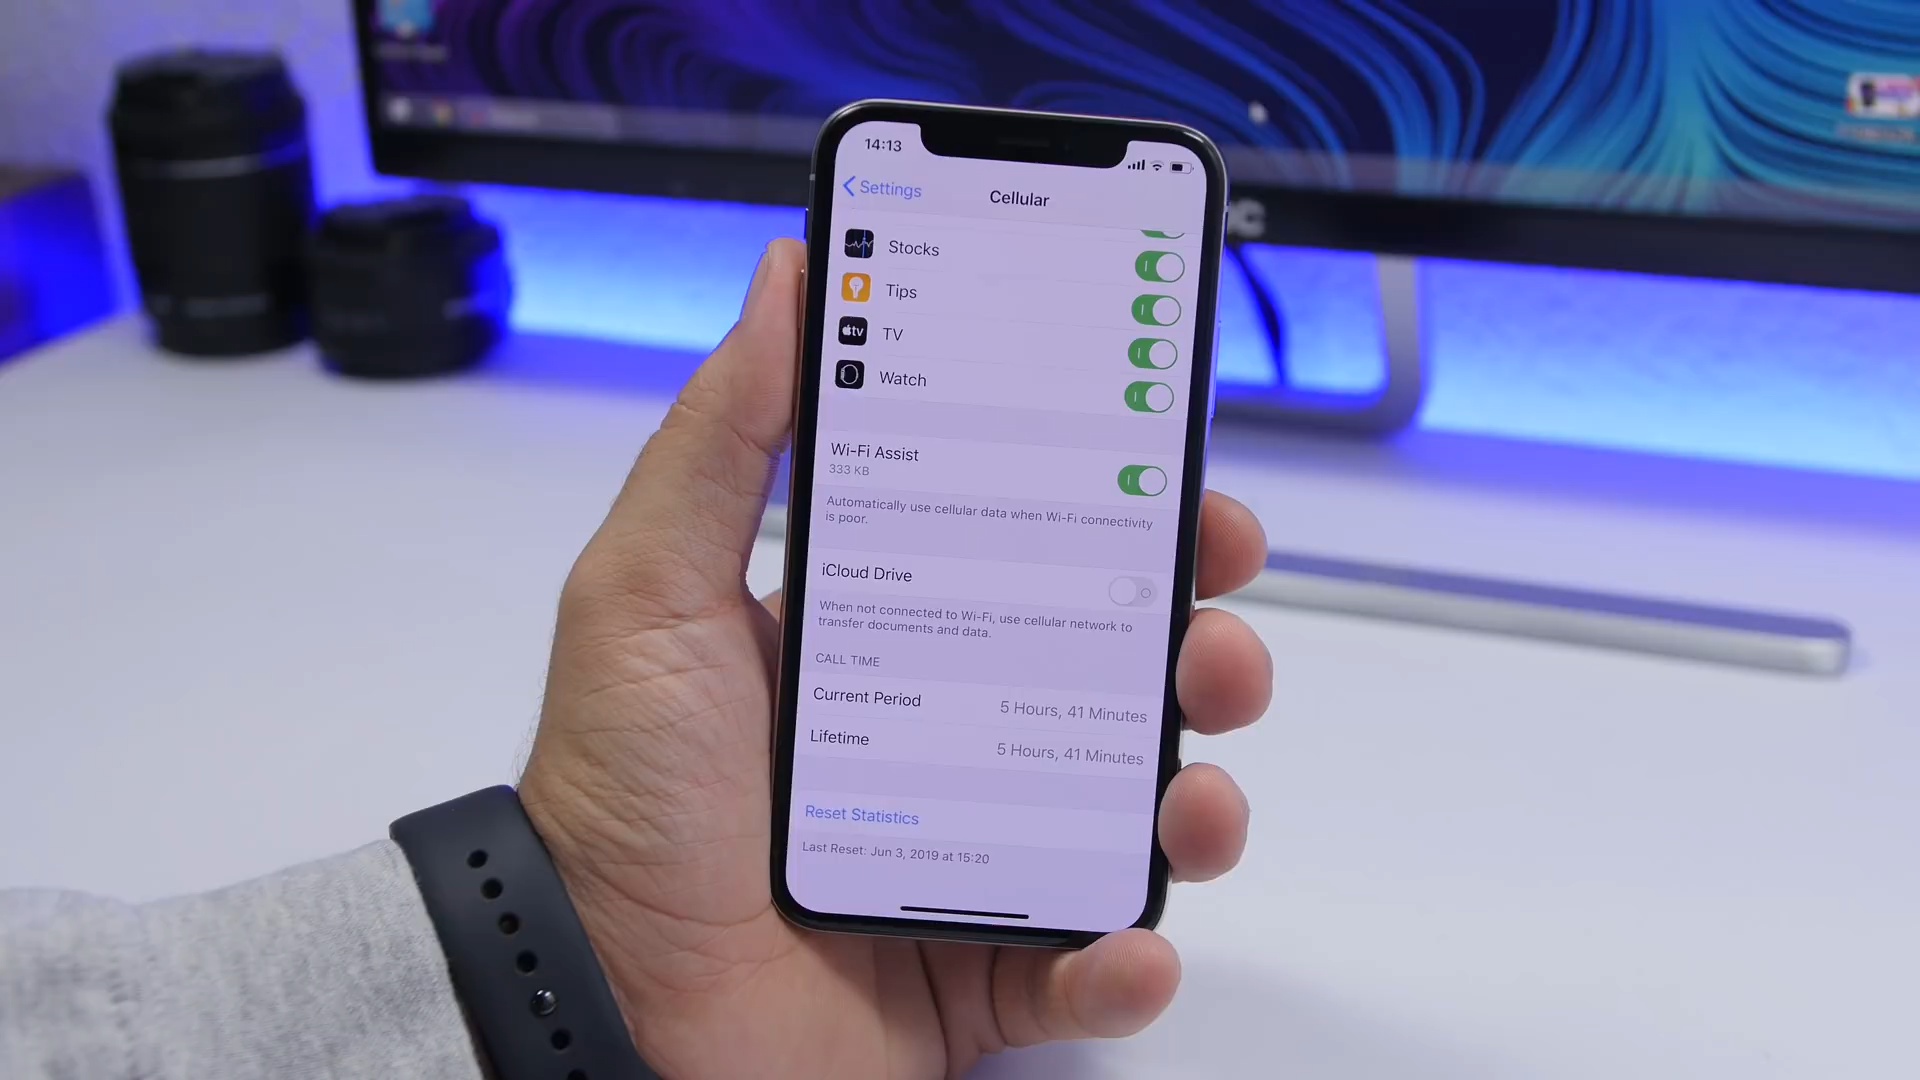 14:13
Settings
Cellular
Stocks
Tips
tv
TV
Watch
Wi-Fi Assist
333 KB
Automatically use cellular data when Wi-Fi connectivity
is poor.
iCloud Drive
When not connected to Wi-Fi, use cellular network to
transfer documents and data.
CALL TIME
Current Period
5 Hours, 41 Minutes
Lifetime
5 Hours, 41 Minutes
Reset Statistics
Last Reset: Jun 3, 2019 at 15:20